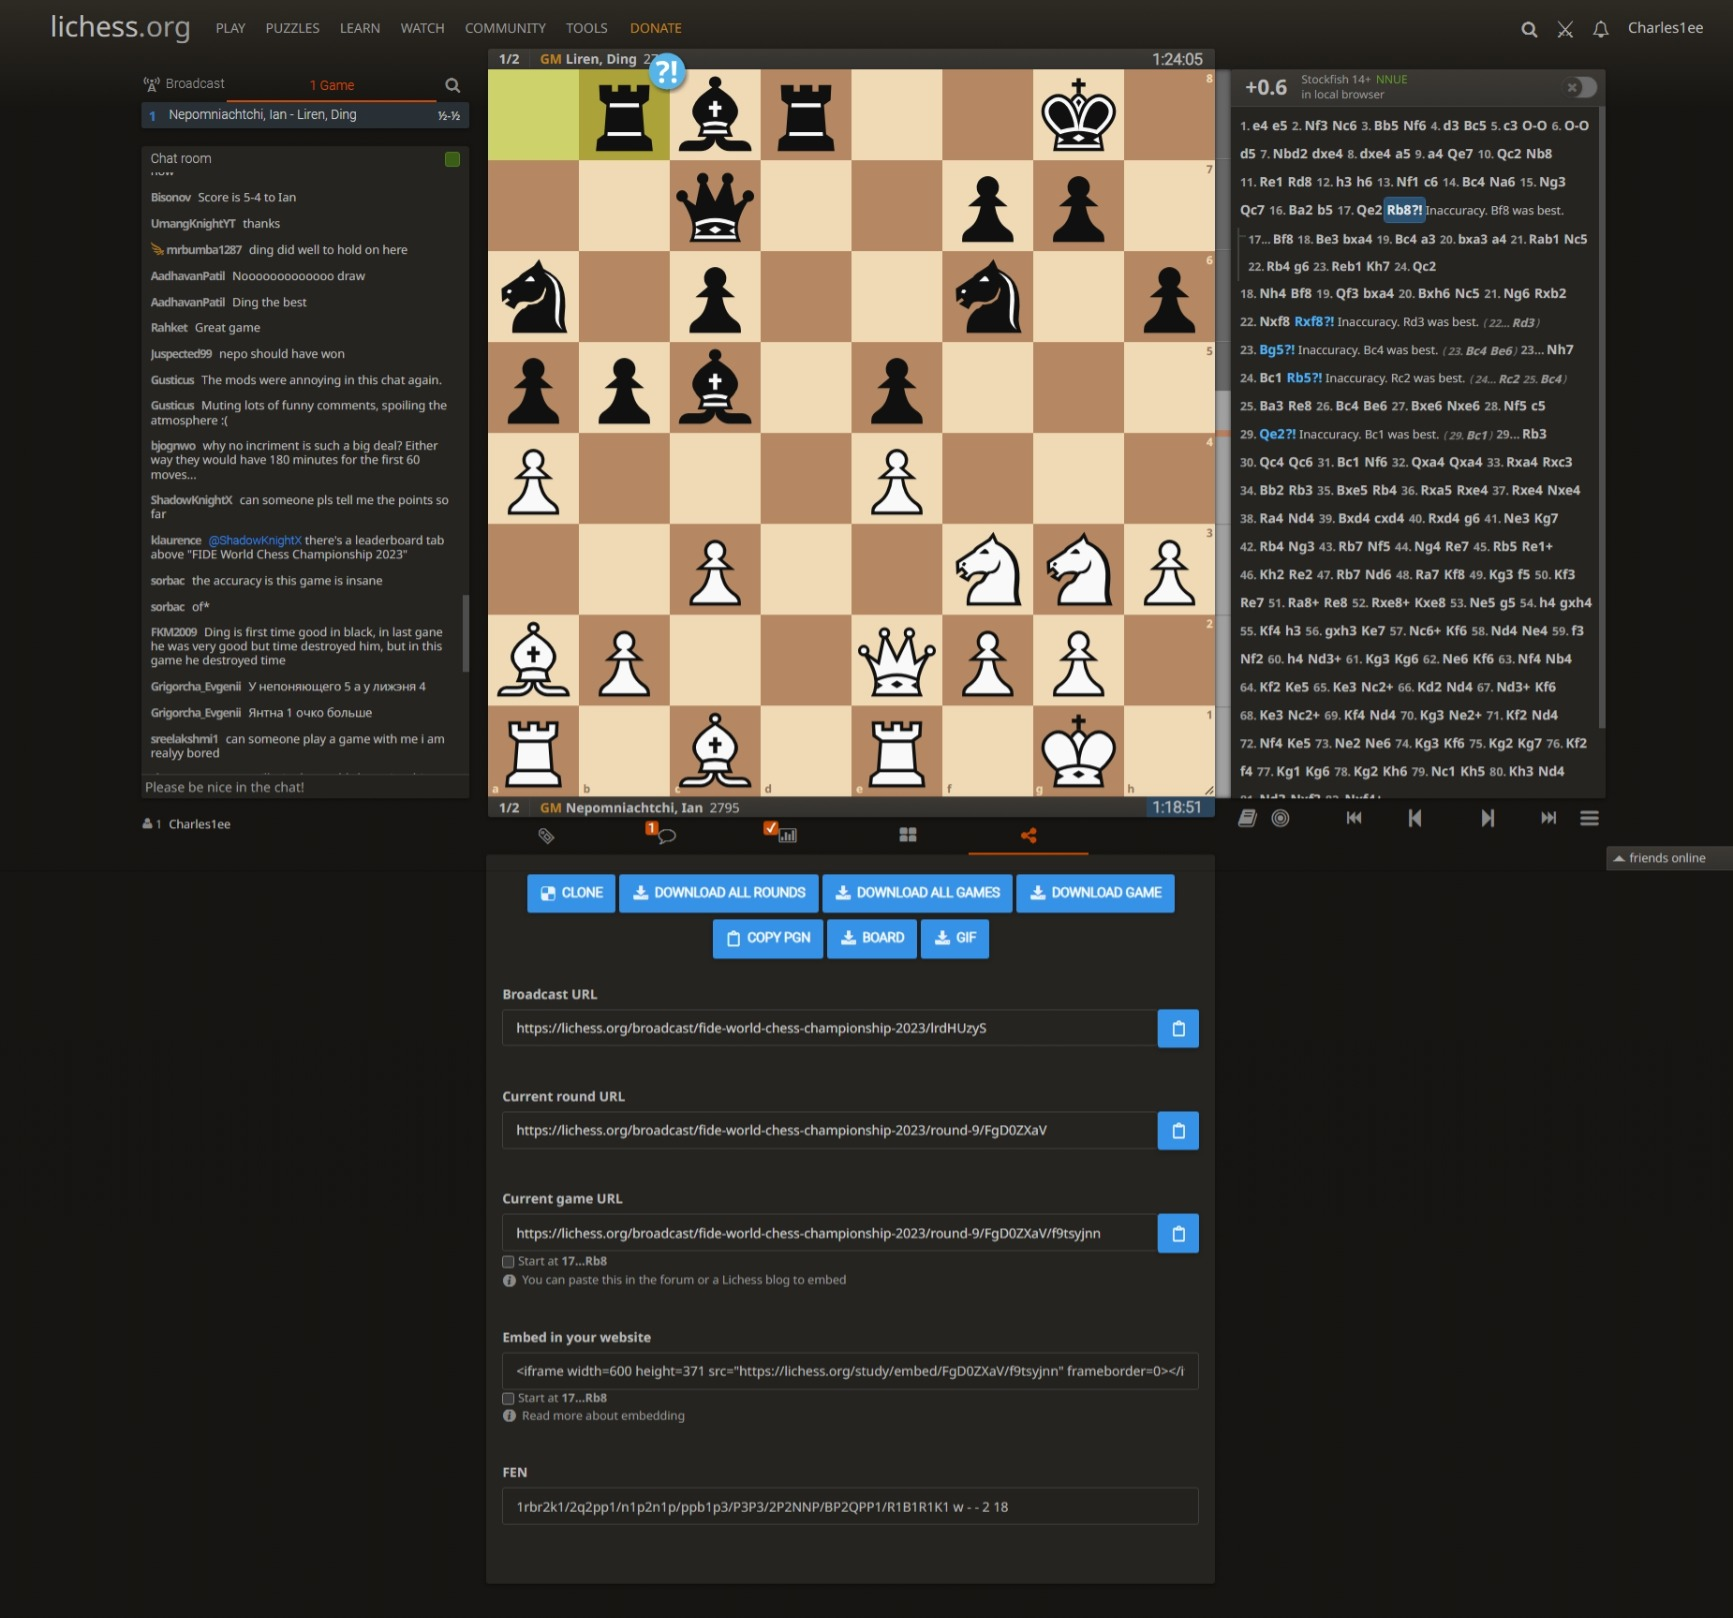 lichess.org PLAY PUZZLES LEARN WATCH COMMUNITY TOOLS DONATE Charles1ee
Broadcast 1 Game
1 Nepomniachtchi, Ian - Liren, Ding ½-½
Chat room
Bisonov Score is 5-4 to Ian
UmangKnightYT thanks
mrbumba1287 ding did well to hold on here
AadhavanPatil Nooooooooooooo draw
AadhavanPatil Ding the best
Rahket Great game
Juspected99 nepo should have won
Gusticus The mods were annoying in this chat again.
Gusticus Muting lots of funny comments, spoiling the
atmosphere :(
bjognwo why no incriment is such a big deal? Either
way they would have 180 minutes for the first 60
moves...
ShadowKnightX can someone pls tell me the points so
far
klaurence @ShadowKnightX there's a leaderboard tab
above "FIDE World Chess Championship 2023"
sorbac the accuracy is this game is insane
sorbac of*
FKM2009 Ding is first time good in black, in last gane
he was very good but time destroyed him, but in this
game he destroyed time
Grigorcha_Evgenii У непоняющего 5 а у лижэня 4
Grigorcha_Evgenii Янтна 1 очко больше
sreelakshmi1 can someone play a game with me i am
realyy bored
Please be nice in the chat!
1 Charles1ee
1/2 GM Liren, Ding 1:24:05
?!
8
7
6
5
4
3
2
1
a b c d e f g h
1/2 GM Nepomniachtchi, Ian 2795 1:18:51
+0.6 Stockfish 14+ NNUE
in local browser
1. e4 e5 2. Nf3 Nc6 3. Bb5 Nf6 4. d3 Bc5 5. c3 O-O 6. O-O
d5 7. Nbd2 dxe4 8. dxe4 a5 9. a4 Qe7 10. Qc2 Nb8
11. Re1 Rd8 12. h3 h6 13. Nf1 c6 14. Bc4 Na6 15. Ng3
Qc7 16. Ba2 b5 17. Qe2 Rb8?! Inaccuracy. Bf8 was best.
17... Bf8 18. Be3 bxa4 19. Bc4 a3 20. bxa3 a4 21. Rab1 Nc5
22. Rb4 g6 23. Reb1 Kh7 24. Qc2
18. Nh4 Bf8 19. Qf3 bxa4 20. Bxh6 Nc5 21. Ng6 Rxb2
22. Nxf8 Rxf8?! Inaccuracy. Rd3 was best. (22... Rd3)
23. Bg5?! Inaccuracy. Bc4 was best. (23. Bc4 Be6) 23... Nh7
24. Bc1 Rb5?! Inaccuracy. Rc2 was best. (24... Rc2 25. Bc4)
25. Ba3 Re8 26. Bc4 Be6 27. Bxe6 Nxe6 28. Nf5 c5
29. Qe2?! Inaccuracy. Bc1 was best. (29. Bc1) 29... Rb3
30. Qc4 Qc6 31. Bc1 Nf6 32. Qxa4 Qxa4 33. Rxa4 Rxc3
34. Bb2 Rb3 35. Bxe5 Rb4 36. Rxa5 Rxe4 37. Rxe4 Nxe4
38. Ra4 Nd4 39. Bxd4 cxd4 40. Rxd4 g6 41. Ne3 Kg7
42. Rb4 Ng3 43. Rb7 Nf5 44. Ng4 Re7 45. Rb5 Re1+
46. Kh2 Re2 47. Rb7 Nd6 48. Ra7 Kf8 49. Kg3 f5 50. Kf3
Re7 51. Ra8+ Re8 52. Rxe8+ Kxe8 53. Ne5 g5 54. h4 gxh4
55. Kf4 h3 56. gxh3 Ke7 57. Nc6+ Kf6 58. Nd4 Ne4 59. f3
Nf2 60. h4 Nd3+ 61. Kg3 Kg6 62. Ne6 Kf6 63. Nf4 Nb4
64. Kf2 Ke5 65. Ke3 Nc2+ 66. Kd2 Nd4 67. Nd3+ Kf6
68. Ke3 Nc2+ 69. Kf4 Nd4 70. Kg3 Ne2+ 71. Kf2 Nd4
72. Nf4 Ke5 73. Ne2 Ne6 74. Kg3 Kf6 75. Kg2 Kg7 76. Kf2
f4 77. Kg1 Kg6 78. Kg2 Kh6 79. Nc1 Kh5 80. Kh3 Nd4
1
friends online
CLONE DOWNLOAD ALL ROUNDS DOWNLOAD ALL GAMES DOWNLOAD GAME
COPY PGN BOARD GIF
Broadcast URL
https://lichess.org/broadcast/fide-world-chess-championship-2023/lrdHUzyS
Current round URL
https://lichess.org/broadcast/fide-world-chess-championship-2023/round-9/FgD0ZXaV
Current game URL
https://lichess.org/broadcast/fide-world-chess-championship-2023/round-9/FgD0ZXaV/f9tsyjnn
Start at 17...Rb8
You can paste this in the forum or a Lichess blog to embed
Embed in your website
<iframe width=600 height=371 src="https://lichess.org/study/embed/FgD0ZXaV/f9tsyjnn" frameborder=0></i
Start at 17...Rb8
Read more about embedding
FEN
1rbr2k1/2q2pp1/n1p2n1p/ppb1p3/P3P3/2P2NNP/BP2QPP1/R1B1R1K1 w - - 2 18